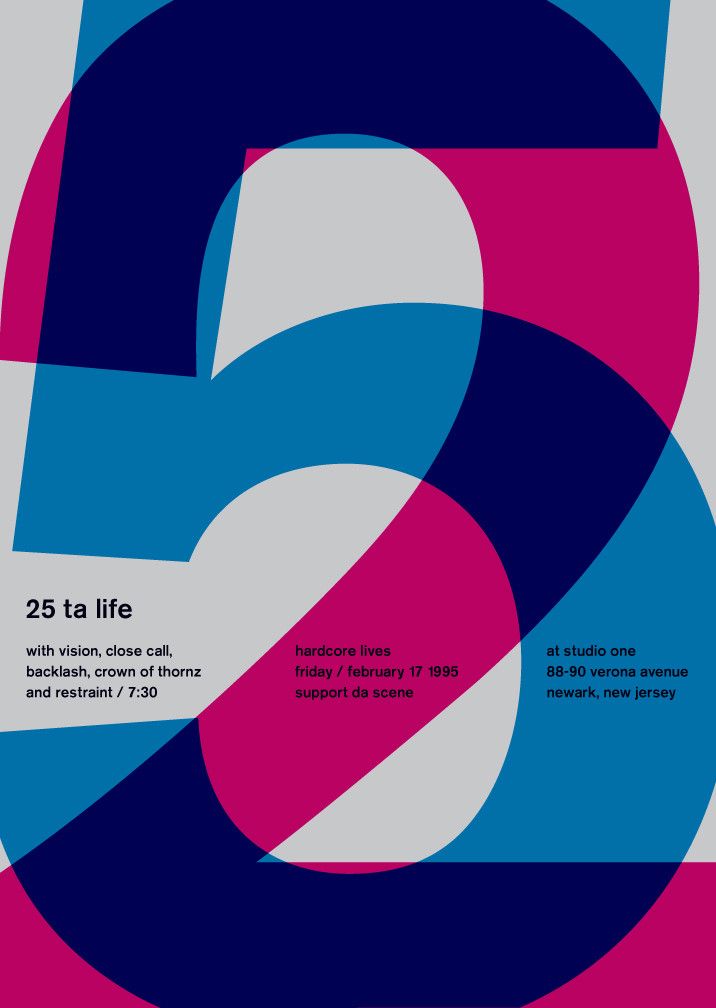 25
25 ta life
with vision, close call,
backlash, crown of thornz
and restraint / 7:30
hardcore lives
friday / february 17 1995
support da scene
at studio one
88-90 verona avenue
newark, new jersey